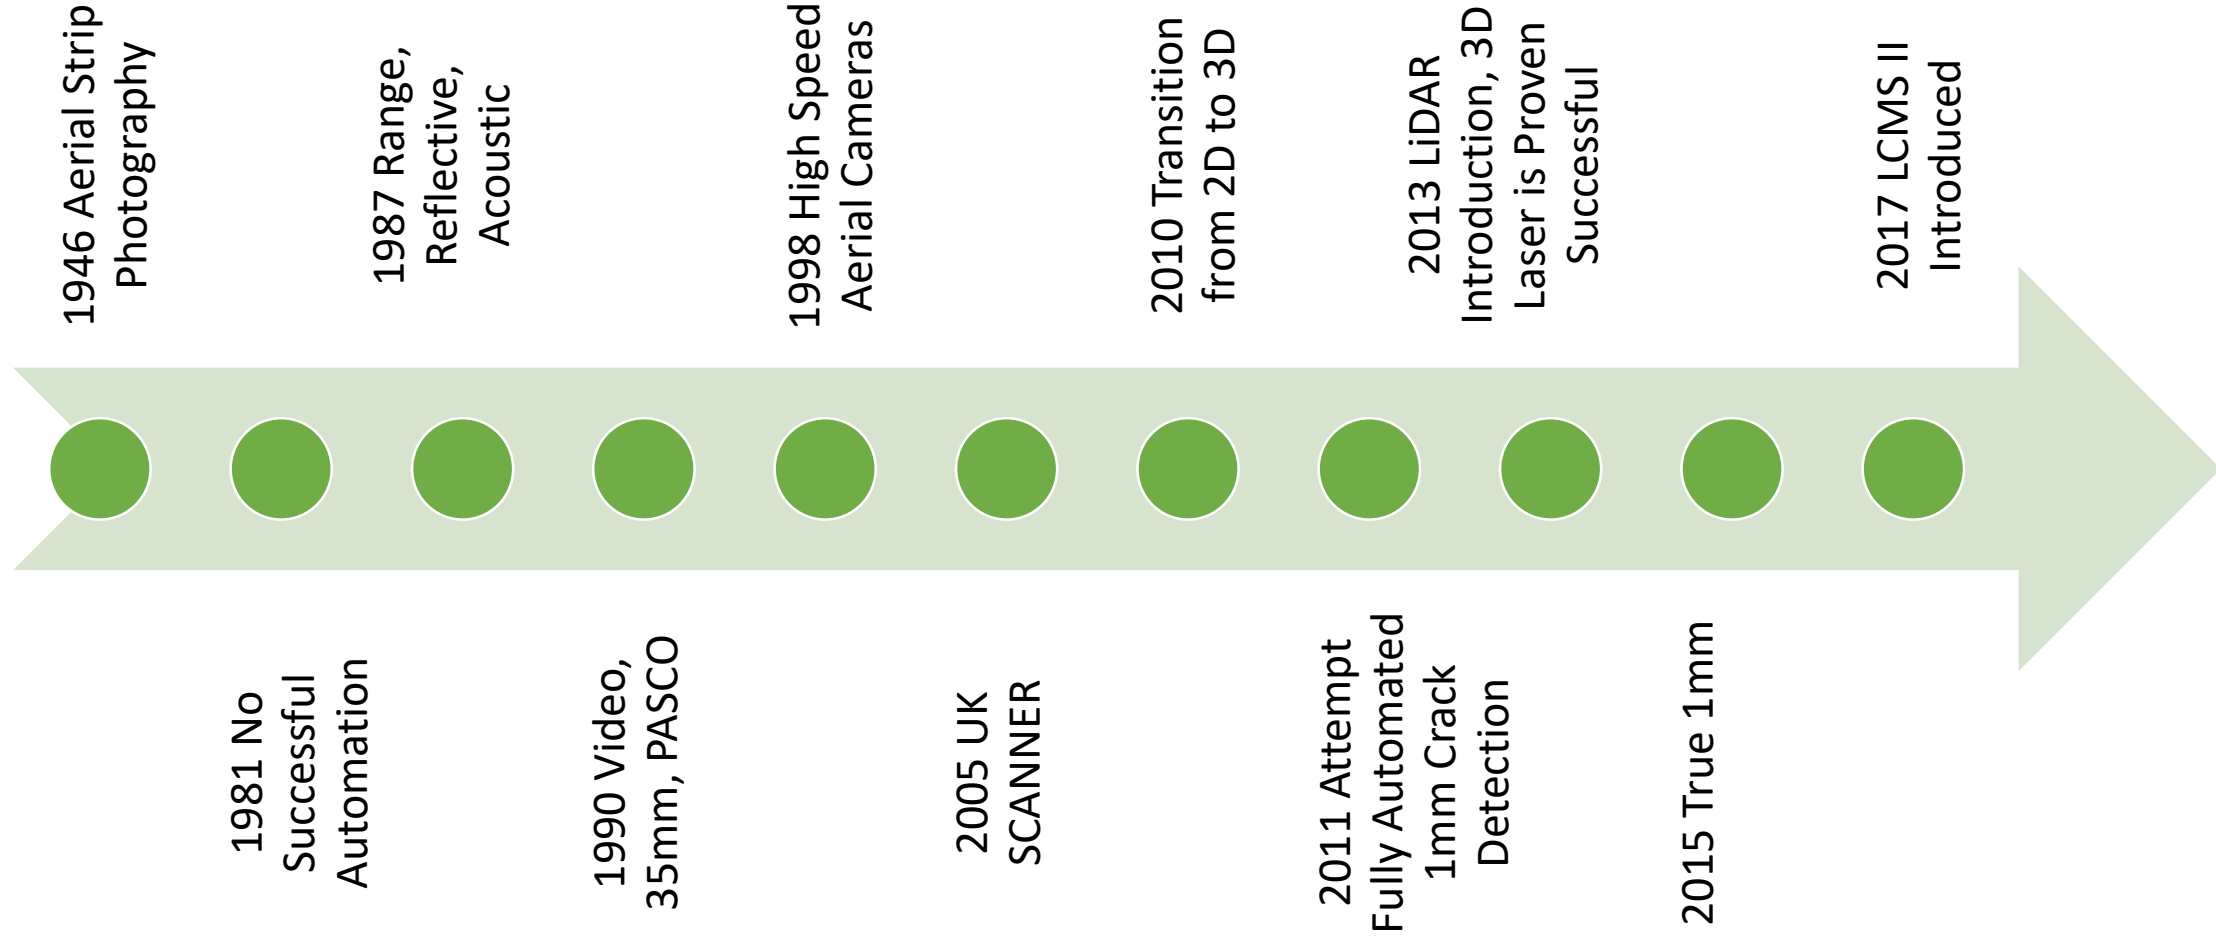 1946 Aerial Strip
Photography
1981 No
Successful
Automation
1987 Range,
Reflective,
Acoustic
1990 Video,
35mm, PASCO
1998 High Speed
Aerial Cameras
2005 UK
SCANNER
2010 Transition
from 2D to 3D
2011 Attempt
Fully Automated
1mm Crack
Detection
2013 LiDAR
Introduction, 3D
Laser is Proven
Successful
2015 True 1mm
2017 LCMS II
Introduced